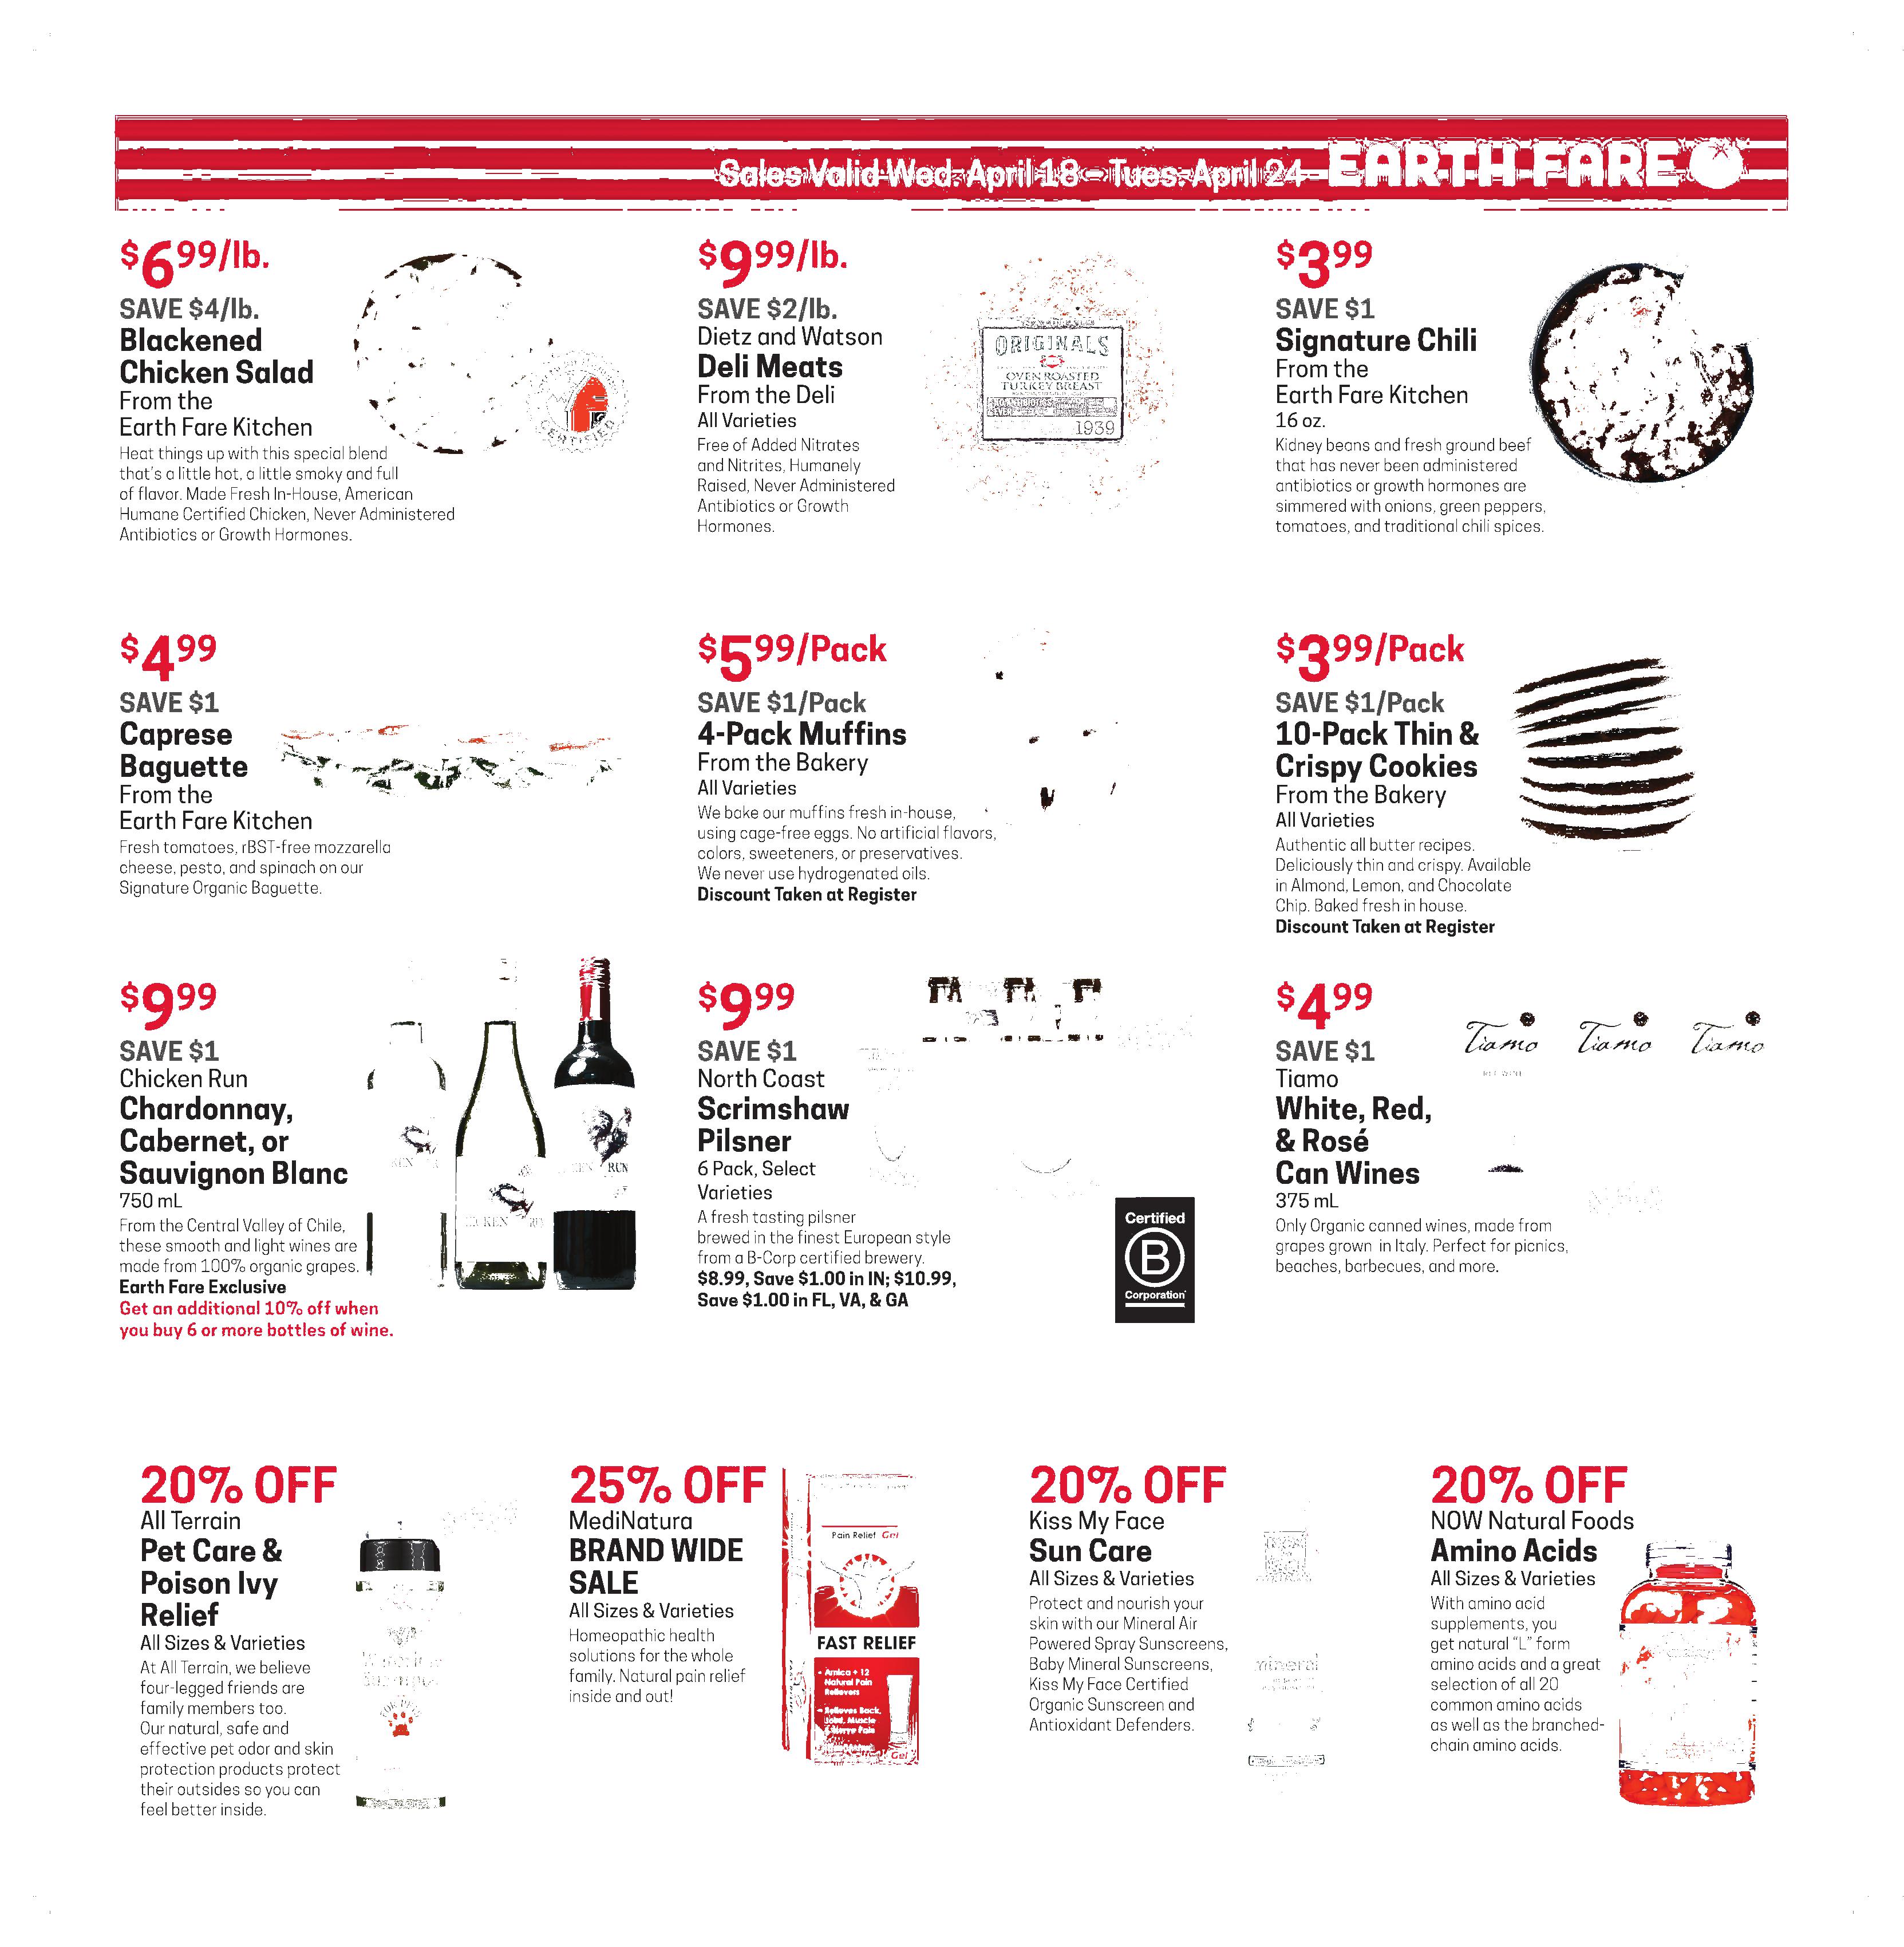 Sales Valid Wed. April 18 - Tues. April 24 EARTH FARE
$6.99/lb.
SAVE $4/lb.
Blackened
Chicken Salad
From the
Earth Fare Kitchen
Heat things up with this special blend
that's a little hot, a little smoky and full
of flavor. Made Fresh In-House, American
Humane Certified Chicken, Never Administered
Antibiotics or Growth Hormones.
CERTIFIED
$9.99/lb.
SAVE $2/lb.
Dietz and Watson
Deli Meats
From the Deli
All Varieties
Free of Added Nitrates
and Nitrites, Humanely
Raised, Never Administered
Antibiotics or Growth
Hormones.
ORIGINALS
OVEN ROASTED
TURKEY BREAST
1939
$3.99
SAVE $1
Signature Chili
From the
Earth Fare Kitchen
16 oz.
Kidney beans and fresh ground beef
that has never been administered
antibiotics or growth hormones are
simmered with onions, green peppers,
tomatoes, and traditional chili spices.
$4.99
SAVE $1
Caprese
Baguette
From the
Earth Fare Kitchen
Fresh tomatoes, rBST-free mozzarella
cheese, pesto, and spinach on our
Signature Organic Baguette.
$5.99/Pack
SAVE $1/Pack
4-Pack Muffins
From the Bakery
All Varieties
We bake our muffins fresh in-house,
using cage-free eggs. No artificial flavors,
colors, sweeteners, or preservatives.
We never use hydrogenated oils.
Discount Taken at Register
$3.99/Pack
SAVE $1/Pack
10-Pack Thin &
Crispy Cookies
From the Bakery
All Varieties
Authentic all butter recipes.
Deliciously thin and crispy. Available
in Almond, Lemon, and Chocolate
Chip. Baked fresh in house.
Discount Taken at Register
$9.99
SAVE $1
Chicken Run
Chardonnay,
Cabernet, or
Sauvignon Blanc
750 mL
From the Central Valley of Chile,
these smooth and light wines are
made from 100% organic grapes.
Earth Fare Exclusive
Get an additional 10% off when
you buy 6 or more bottles of wine.
RUN
$9.99
SAVE $1
North Coast
Scrimshaw
Pilsner
6 Pack, Select
Varieties
A fresh tasting pilsner
brewed in the finest European style
from a B-Corp certified brewery.
$8.99, Save $1.00 in IN; $10.99,
Save $1.00 in FL, VA, & GA
Certified
B
Corporation
$4.99
SAVE $1
Tiamo
White, Red,
& Rosé
Can Wines
375 mL
Only Organic canned wines, made from
grapes grown in Italy. Perfect for picnics,
beaches, barbecues, and more.
Tiamo Tiamo Tiamo
20% OFF
All Terrain
Pet Care &
Poison Ivy
Relief
All Sizes & Varieties
At All Terrain, we believe
four-legged friends are
family members too.
Our natural, safe and
effective pet odor and skin
protection products protect
their outsides so you can
feel better inside.
25% OFF
MediNatura
BRAND WIDE
SALE
All Sizes & Varieties
Homeopathic health
solutions for the whole
family. Natural pain relief
inside and out!
Pain Relief Gel
FAST RELIEF
• Arnica + 12
Natural Pain
Relievers
• Relieves Back,
Joint, Muscle
& Nerve Pain
Gel
20% OFF
Kiss My Face
Sun Care
All Sizes & Varieties
Protect and nourish your
skin with our Mineral Air
Powered Spray Sunscreens,
Baby Mineral Sunscreens,
Kiss My Face Certified
Organic Sunscreen and
Antioxidant Defenders.
mineral
20% OFF
NOW Natural Foods
Amino Acids
All Sizes & Varieties
With amino acid
supplements, you
get natural "L" form
amino acids and a great
selection of all 20
common amino acids
as well as the branched-
chain amino acids.